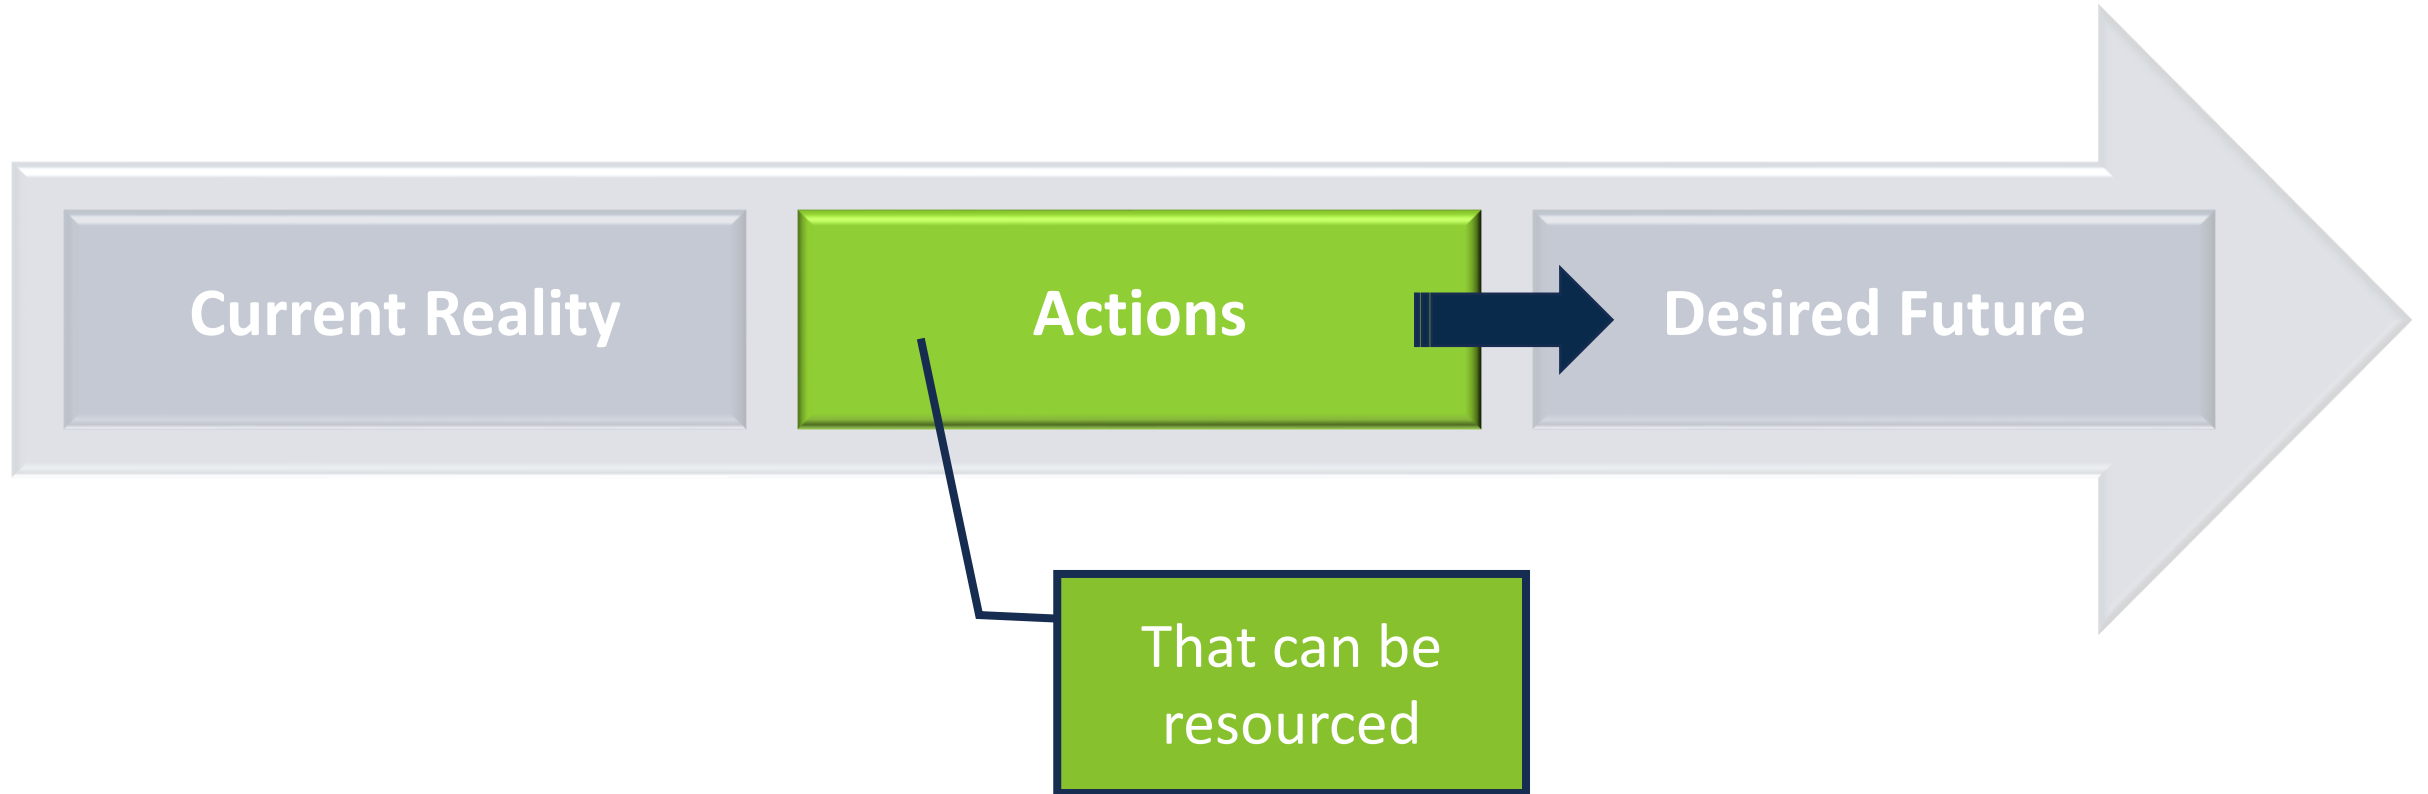 Current Reality
Actions
Desired Future
That can be
resourced